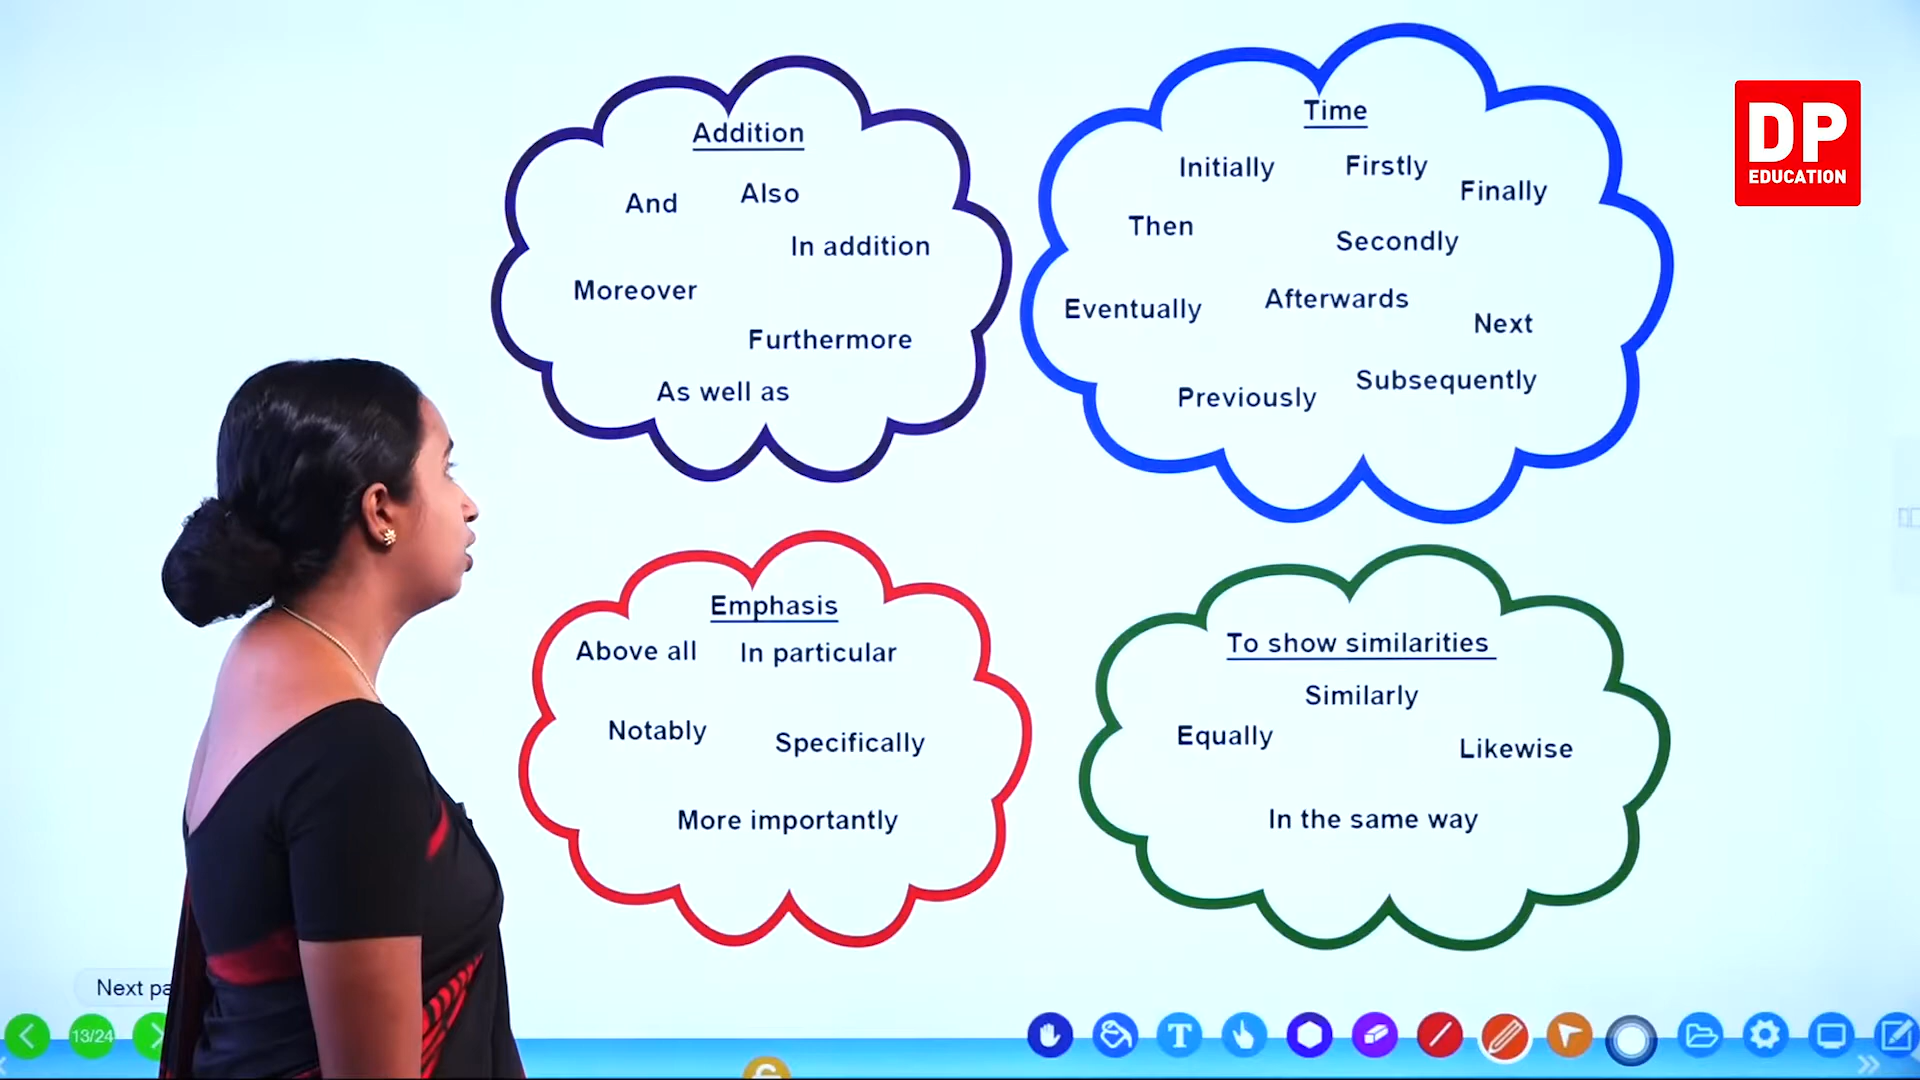 Addition
And
Also
In addition
Moreover
Furthermore
As well as
Time
Initially
Firstly
Finally
Then
Secondly
Eventually
Afterwards
Next
Previously
Subsequently
DP
EDUCATION
Emphasis
Above all
In particular
Notably
Specifically
More importantly
To show similarities
Similarly
Equally
Likewise
In the same way
Next
13/24
T